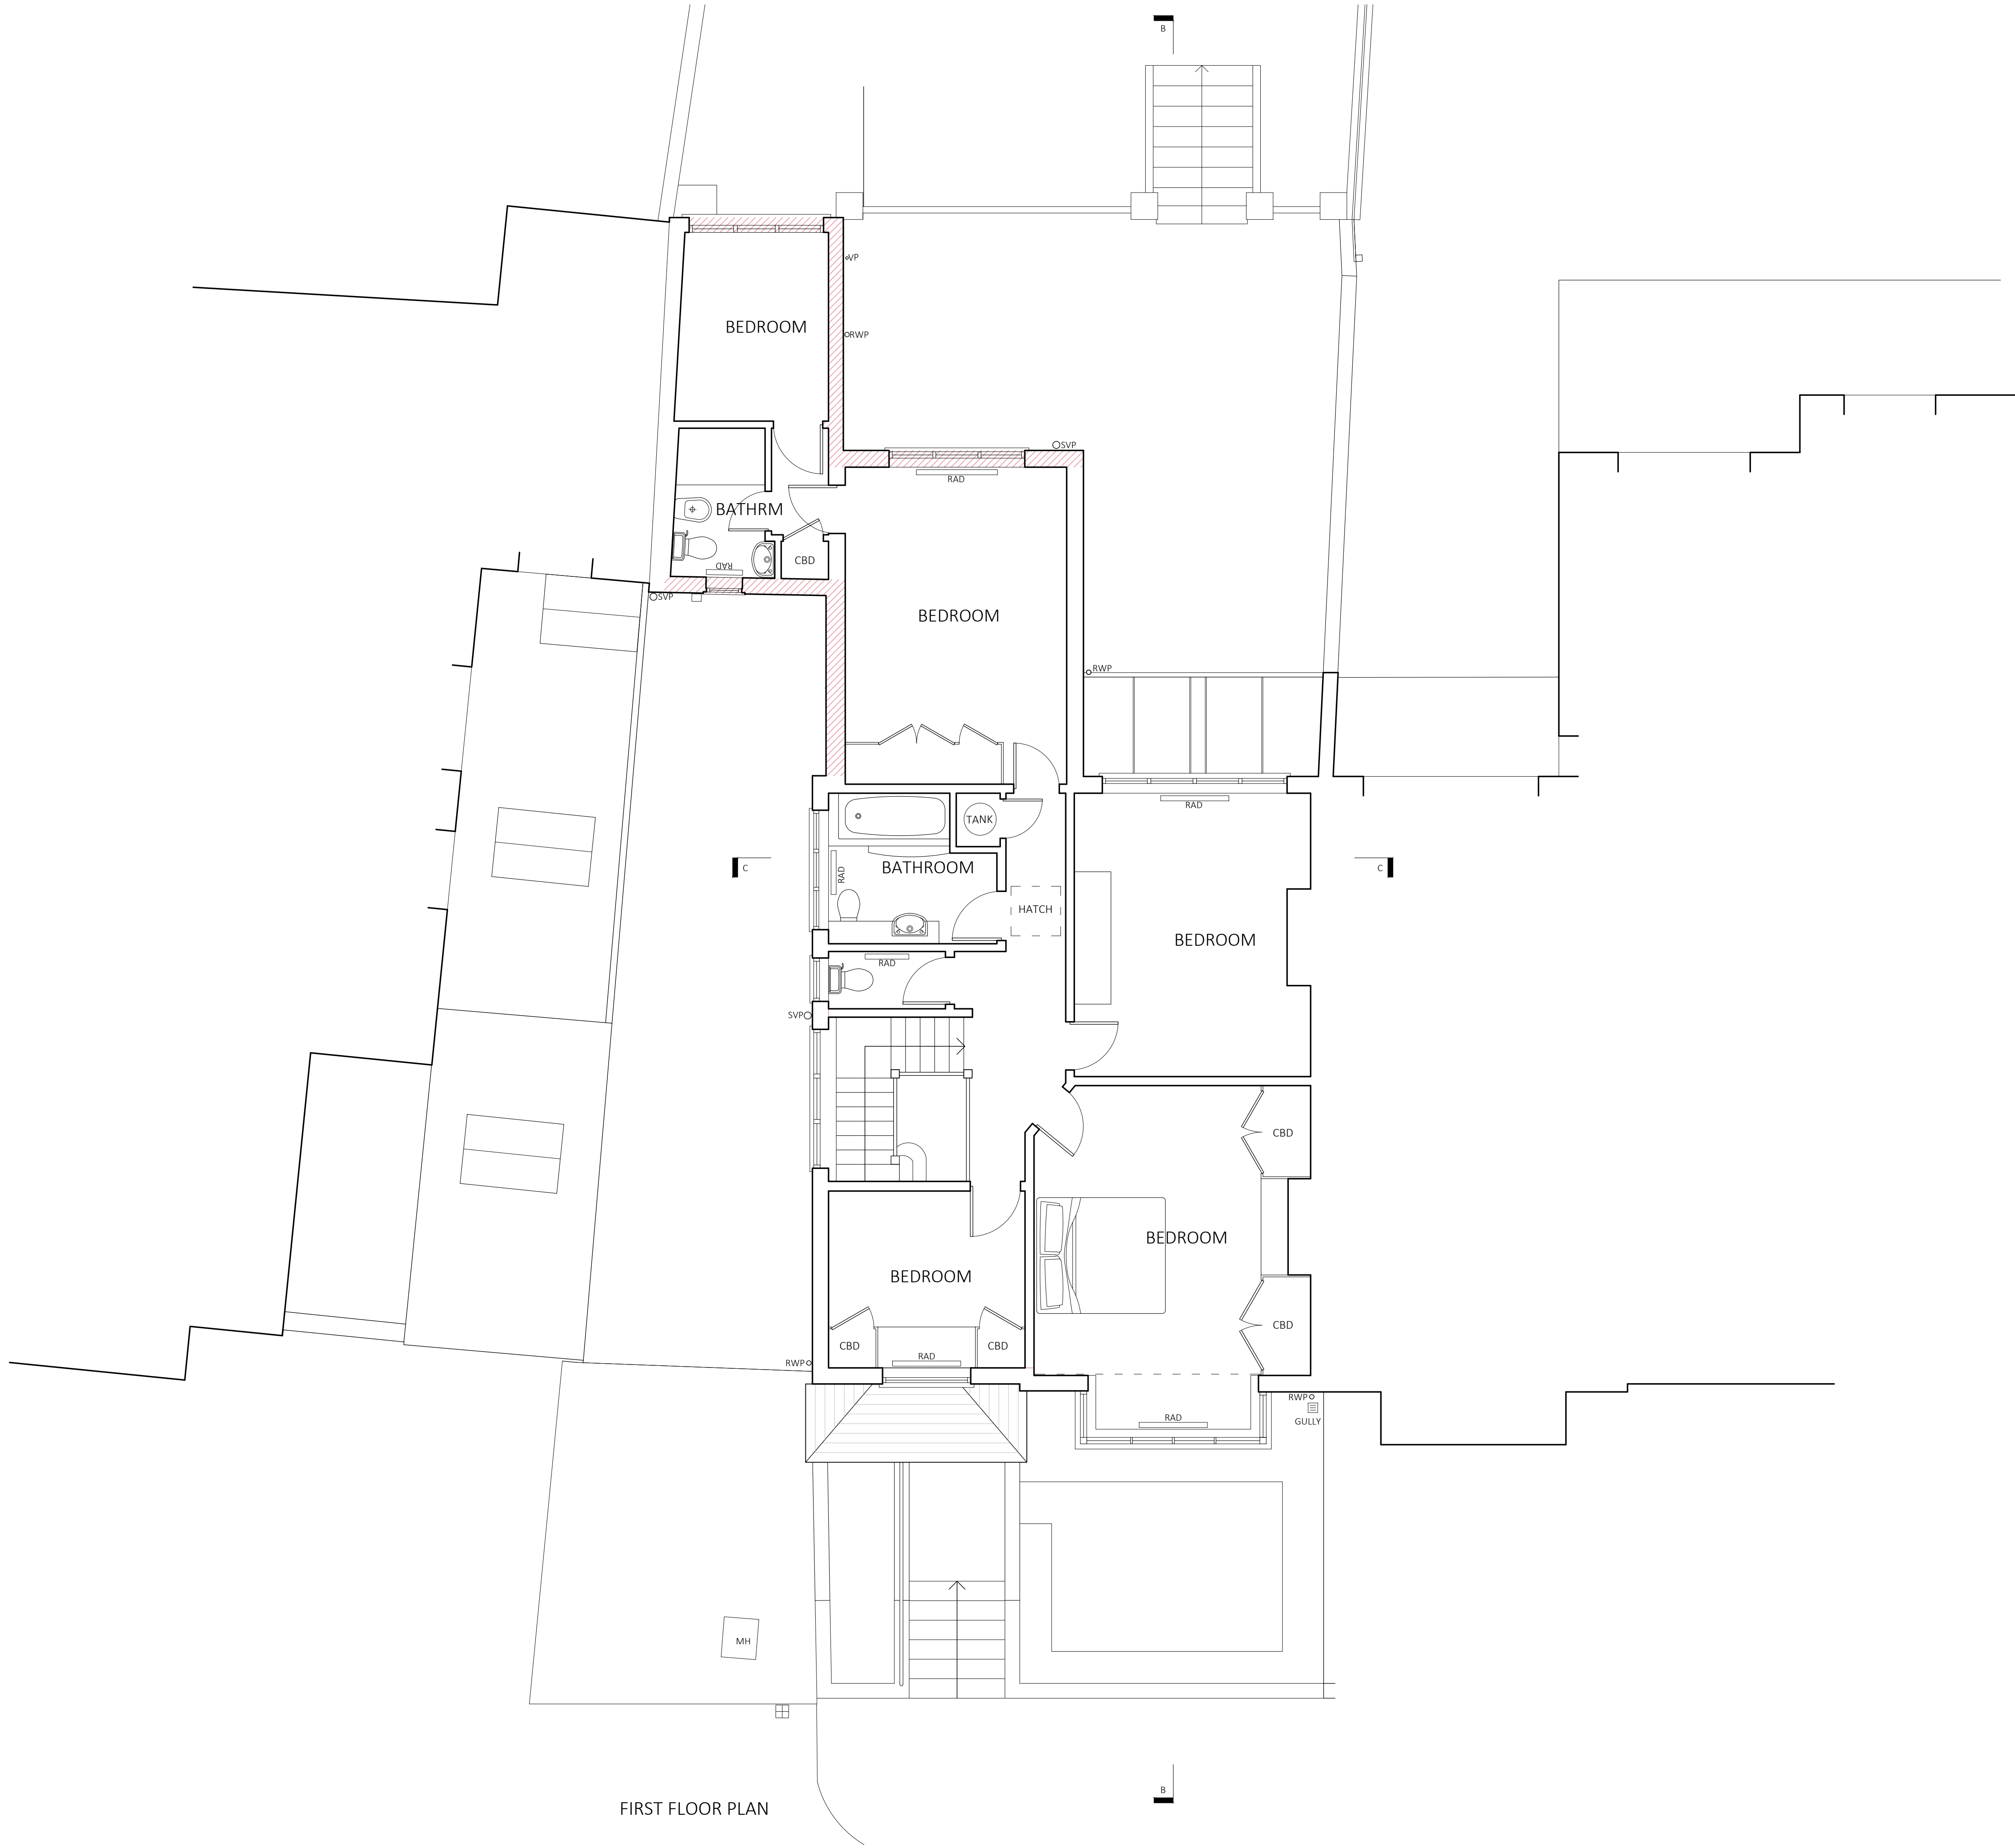 B
VP
BEDROOM
RWP
SVP
RAD
BATHRM
CBD
RAD
SVP
BEDROOM
RWP
RAD
TANK
C
BATHROOM
C
RAD
HATCH
BEDROOM
RAD
SVP
CBD
BEDROOM
BEDROOM
CBD
CBD
CBD
RAD
RWP
RWP
RAD
GULLY
MH
B
FIRST FLOOR PLAN